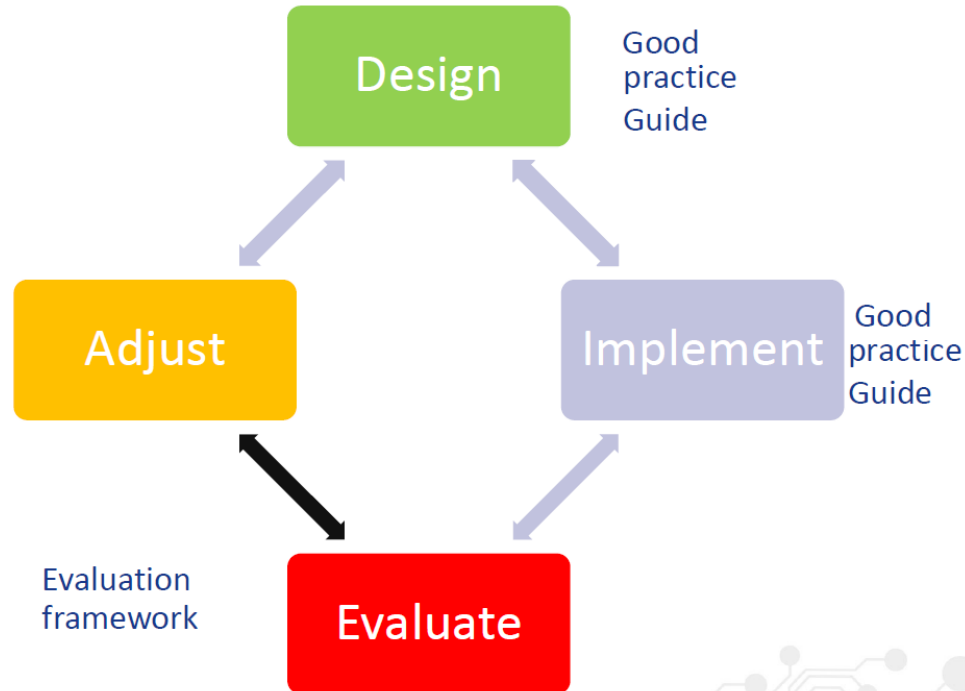 Design
Good
practice
Guide
Adjust
Implement
Good
practice
Guide
Evaluation
framework
Evaluate